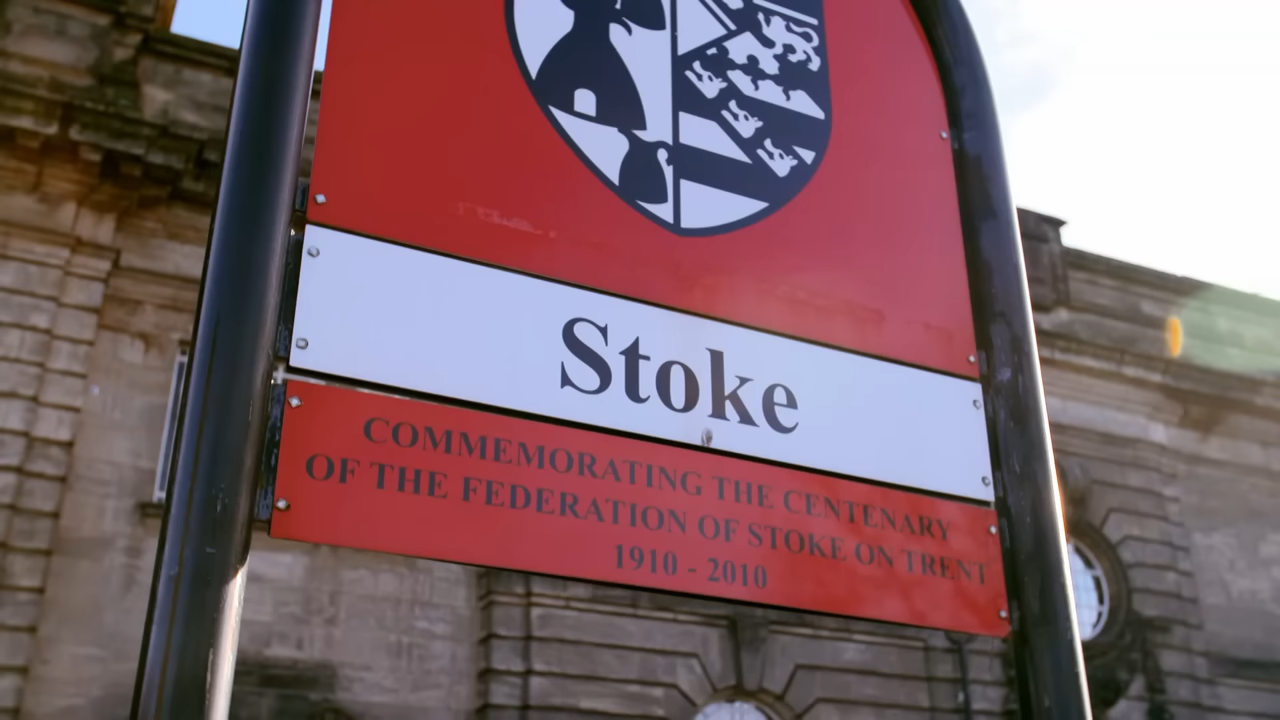 Stoke
COMMEMORATING THE CENTENARY
OF THE FEDERATION OF STOKE ON TRENT
1910 - 2010